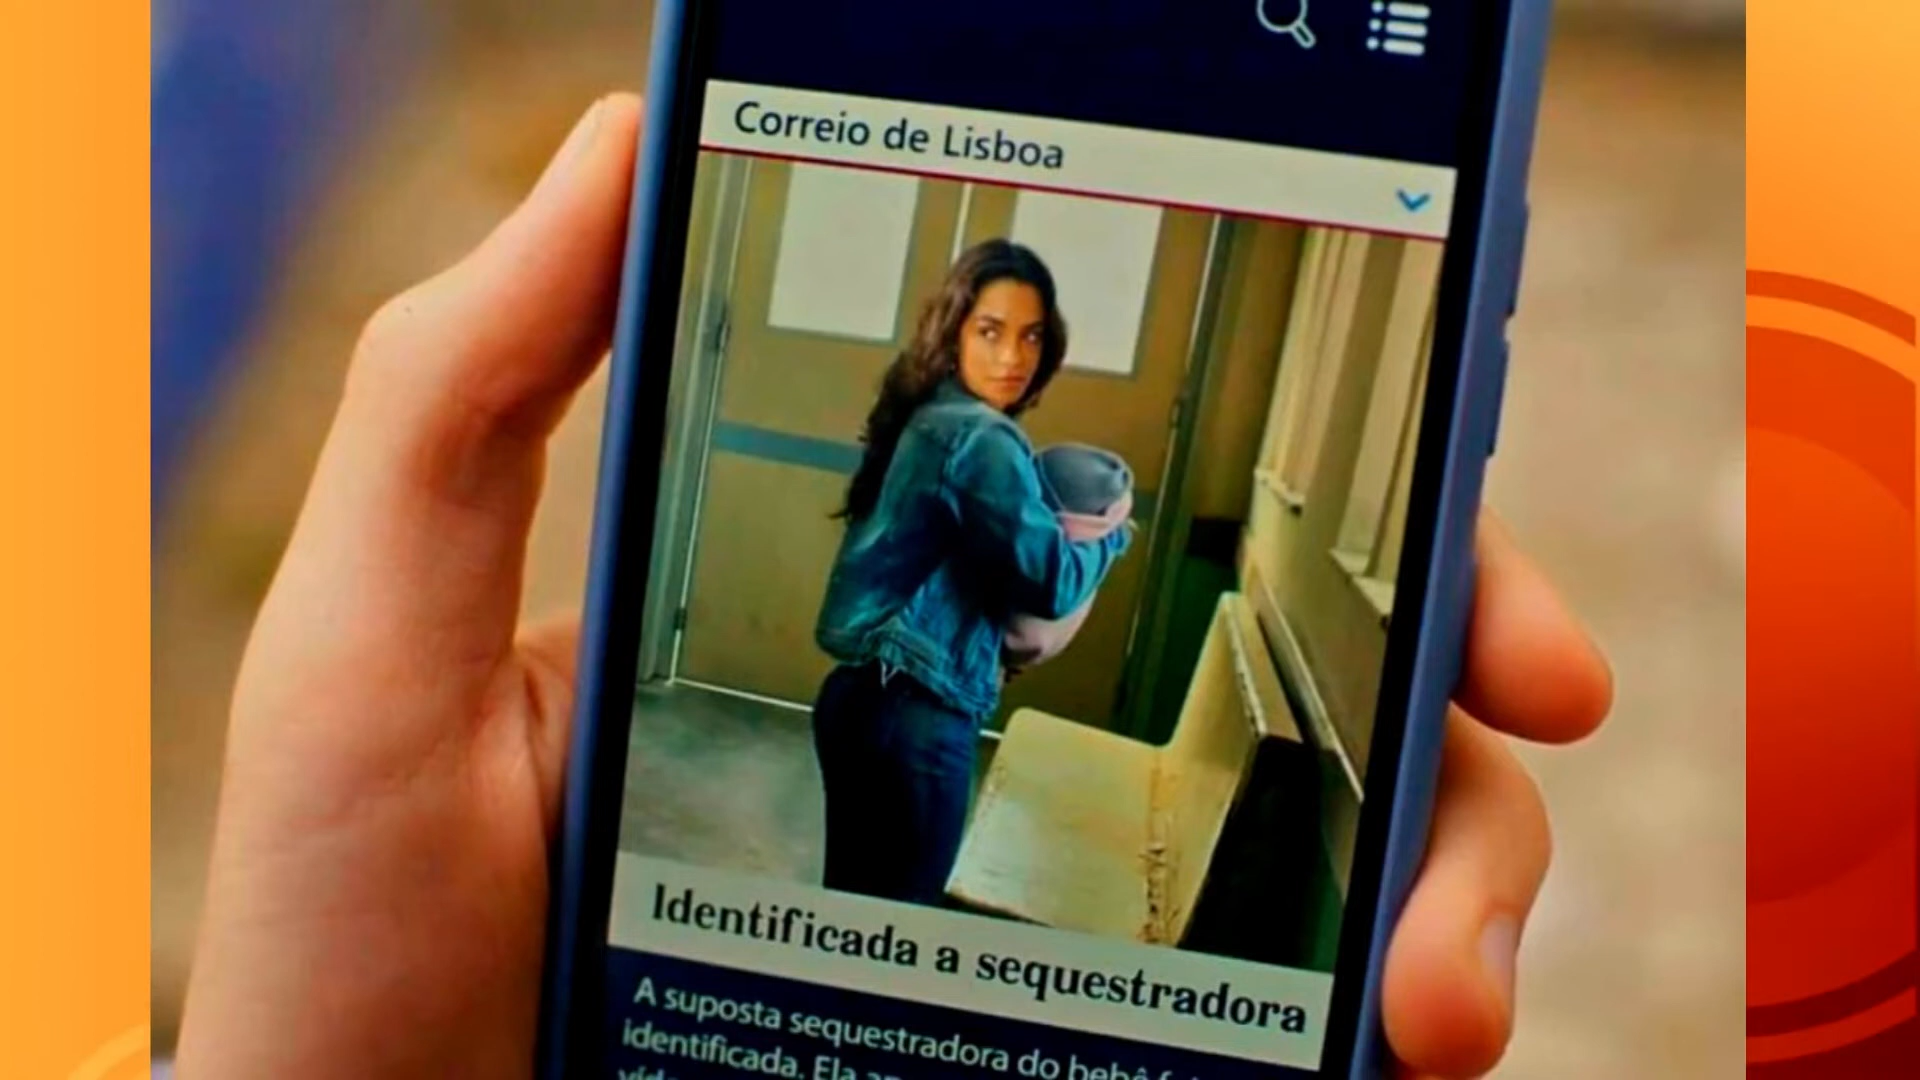 Correio de Lisboa
Identificada a sequestradora
A suposta sequestradora do bebê
identificada. Ela